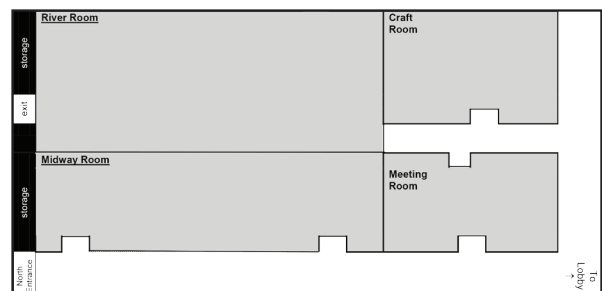 River Room
Craft
Room
storage
exit
Midway Room
Meeting
Room
storage
North
Entrance
To
Lobby